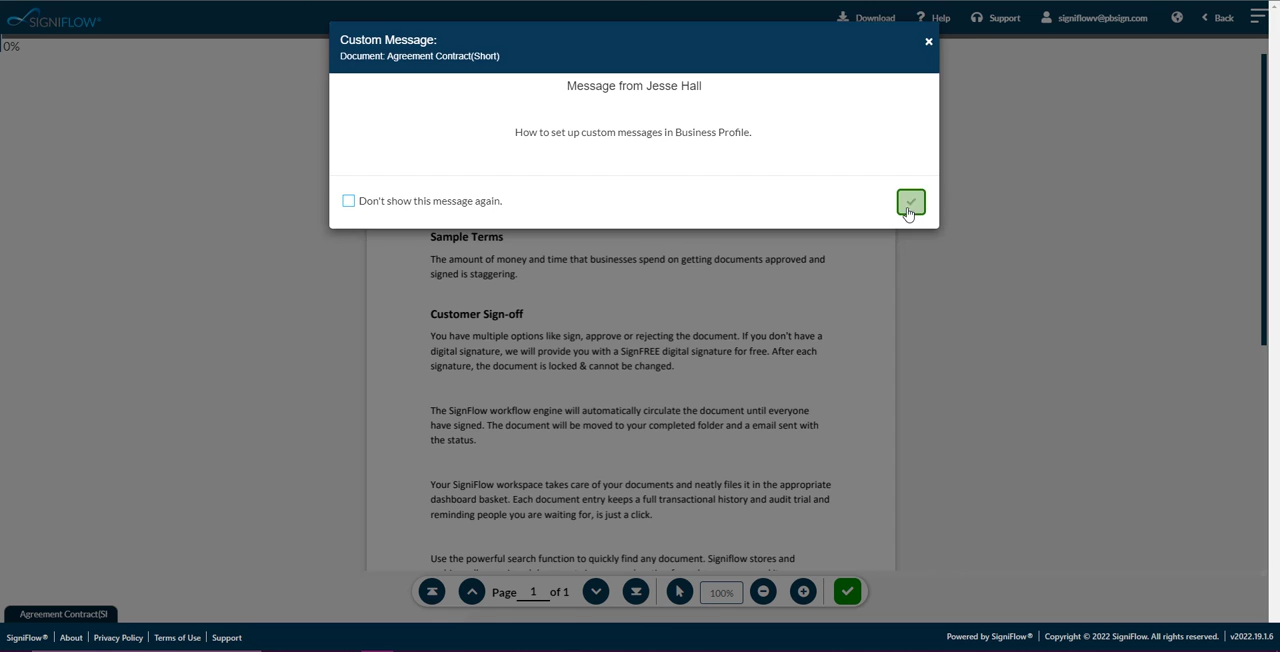 SIGNIFLOW®
Download
Help
Support
signiflowv@pbsign.com
Back
0%
Custom Message:
Document: Agreement Contract(Short)
Message from Jesse Hall
How to set up custom messages in Business Profile.
Don't show this message again.
Sample Terms
The amount of money and time that businesses spend on getting documents approved and
signed is staggering.
Customer Sign-off
You have multiple options like sign, approve or rejecting the document. If you don't have a
digital signature, we will provide you with a SignFREE digital signature for free. After each
signature, the document is locked & cannot be changed.
The SignFlow workflow engine will automatically circulate the document until everyone
have signed. The document will be moved to your completed folder and a email sent with
the status.
Your SigniFlow workspace takes care of your documents and neatly files it in the appropriate
dashboard basket. Each document entry keeps a full transactional history and audit trial and
reminding people you are waiting for, is just a click.
Use the powerful search function to quickly find any document. Signiflow stores and
Page 1 of 1
100%
Agreement Contract(S
SigniFlow® | About | Privacy Policy | Terms of Use | Support
Powered by SigniFlow® | Copyright © 2022 SigniFlow. All rights reserved. | v2022.19.1.6